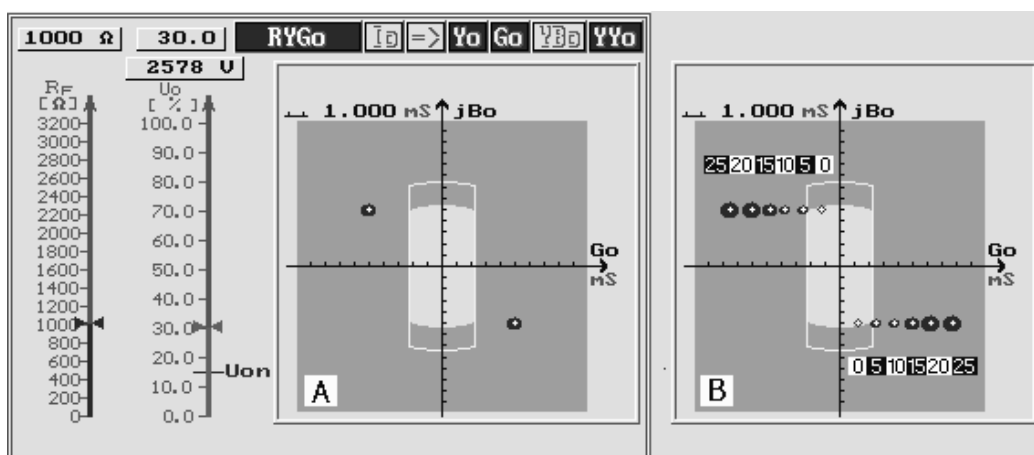 1000 Ω 30.0 RYGo ID => Yo Go YBD YYo
2578 V
RF
[Ω]
Uo
[ %]
3200
3000
2800
2600
2400
2200
2000
1800
1600
1400
1200
1000
800
600
400
200
0
100.0
90.0
80.0
70.0
60.0
50.0
40.0
30.0
20.0
10.0
0.0
Uon
1.000 mS jBo
Go
mS
A
1.000 mS jBo
25 20 15 10 5 0
Go
mS
0 5 10 15 20 25
B